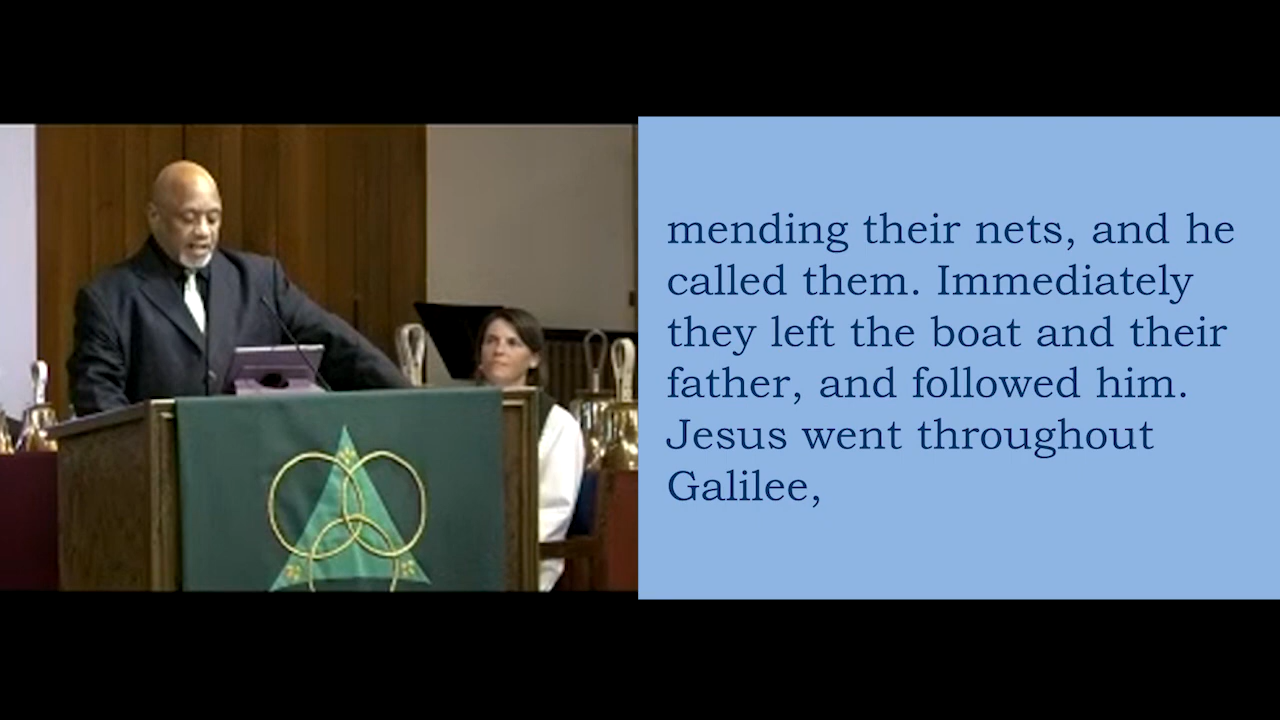 mending their nets, and he
called them. Immediately
they left the boat and their
father, and followed him.
Jesus went throughout
Galilee,